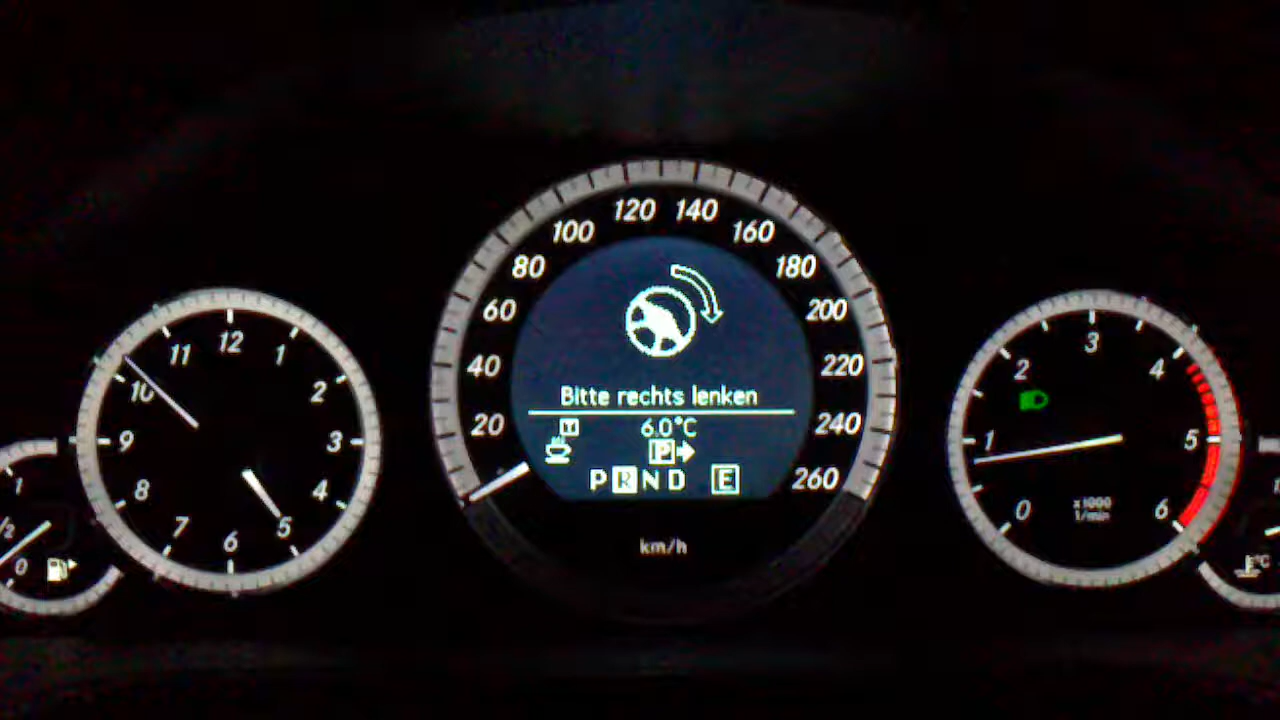 120 140
100 160
80 180
60 200
40 220
20 240
260
Bitte rechts lenken
6.0°C
P
P R N D E
km/h
12
11 1
10 2
9 3
8 4
7 5
6
3
2 4
1 5
0 6
x1000
1/min
1
1/2
0
°C